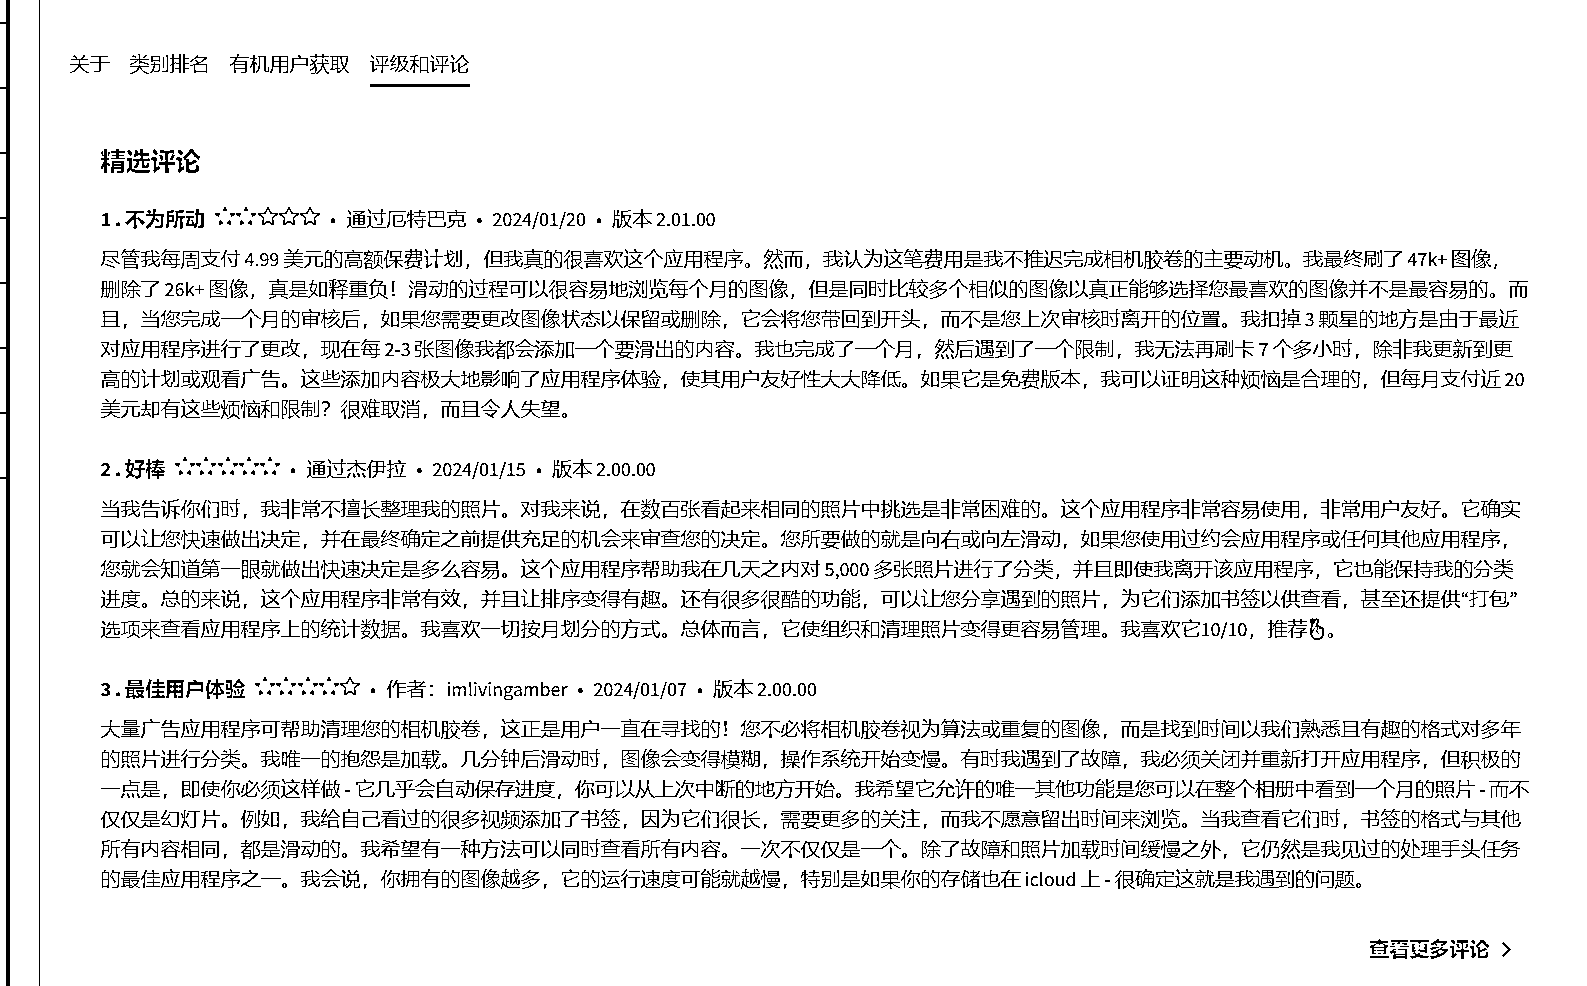 关于 类别排名 有机用户获取 评级和评论
精选评论
1.不为所动 • 通过厄特巴克 • 2024/01/20 • 版本 2.01.00
尽管我每周支付 4.99 美元的高额保费计划，但我真的很喜欢这个应用程序。然而，我认为这笔费用是我不推迟完成相机胶卷的主要动机。我最终刷了 47k+ 图像，
删除了 26k+ 图像，真是如释重负！滑动的过程可以很容易地浏览每个月的图像，但是同时比较多个相似的图像以真正能够选择您最喜欢的图像并不是最容易的。而
且，当您完成一个月的审核后，如果您需要更改图像状态以保留或删除，它会将您带回到开头，而不是您上次审核时离开的位置。我扣掉 3 颗星的地方是由于最近
对应用程序进行了更改，现在每 2-3 张图像我都会添加一个要滑出的内容。我也完成了一个月，然后遇到了一个限制，我无法再刷卡 7 个多小时，除非我更新到更
高的计划或观看广告。这些添加内容极大地影响了应用程序体验，使其用户友好性大大降低。如果它是免费版本，我可以证明这种烦恼是合理的，但每月支付近 20
美元却有这些烦恼和限制？很难取消，而且令人失望。
2.好棒 • 通过杰伊拉 • 2024/01/15 • 版本 2.00.00
当我告诉你们时，我非常不擅长整理我的照片。对我来说，在数百张看起来相同的照片中挑选是非常困难的。这个应用程序非常容易使用，非常用户友好。它确实
可以让您快速做出决定，并在最终确定之前提供充足的机会来审查您的决定。您所要做的就是向右或向左滑动，如果您使用过约会应用程序或任何其他应用程序，
您就会知道第一眼就做出快速决定是多么容易。这个应用程序帮助我在几天之内对 5,000 多张照片进行了分类，并且即使我离开该应用程序，它也能保持我的分类
进度。总的来说，这个应用程序非常有效，并且让排序变得有趣。还有很多很酷的功能，可以让您分享遇到的照片，为它们添加书签以供查看，甚至还提供“打包”
选项来查看应用程序上的统计数据。我喜欢一切按月划分的方式。总体而言，它使组织和清理照片变得更容易管理。我喜欢它10/10，推荐👌。
3.最佳用户体验 • 作者：imlivingamber • 2024/01/07 • 版本 2.00.00
大量广告应用程序可帮助清理您的相机胶卷，这正是用户一直在寻找的！您不必将相机胶卷视为算法或重复的图像，而是找到时间以我们熟悉且有趣的格式对多年
的照片进行分类。我唯一的抱怨是加载。几分钟后滑动时，图像会变得模糊，操作系统开始变慢。有时我遇到了故障，我必须关闭并重新打开应用程序，但积极的
一点是，即使你必须这样做 - 它几乎会自动保存进度，你可以从上次中断的地方开始。我希望它允许的唯一其他功能是您可以在整个相册中看到一个月的照片 - 而不
仅仅是幻灯片。例如，我给自己看过的很多视频添加了书签，因为它们很长，需要更多的关注，而我不愿意留出时间来浏览。当我查看它们时，书签的格式与其他
所有内容相同，都是滑动的。我希望有一种方法可以同时查看所有内容。一次不仅仅是一个。除了故障和照片加载时间缓慢之外，它仍然是我见过的处理手头任务
的最佳应用程序之一。我会说，你拥有的图像越多，它的运行速度可能就越慢，特别是如果你的存储也在 icloud 上 - 很确定这就是我遇到的问题。
查看更多评论